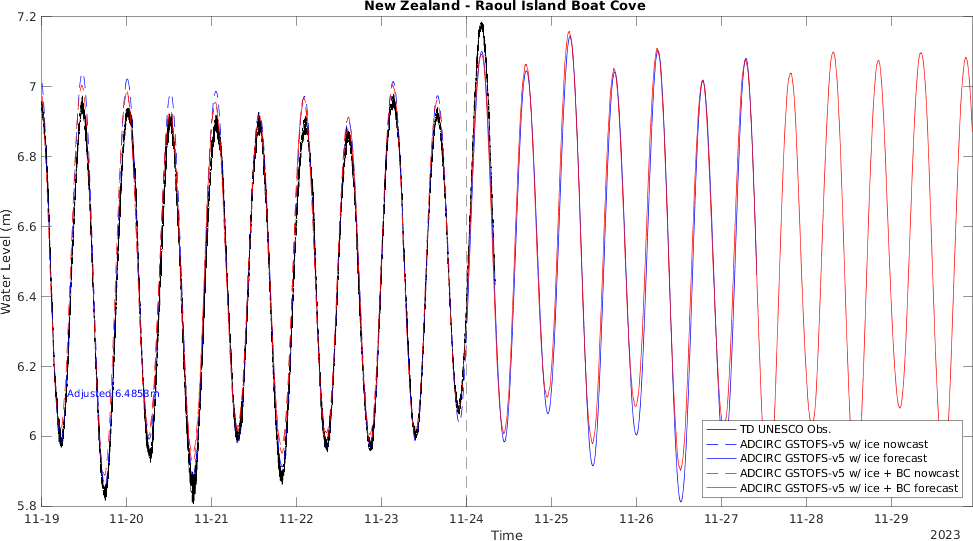 New Zealand - Raoul Island Boat Cove
7.2
7
6.8
6.6
6.4
6.2
6
5.8
Water Level (m)
Adjusted 6.4858m
TD UNESCO Obs.
ADCIRC GSTOFS-v5 w/ ice nowcast
ADCIRC GSTOFS-v5 w/ ice forecast
ADCIRC GSTOFS-v5 w/ ice + BC nowcast
ADCIRC GSTOFS-v5 w/ ice + BC forecast
11-19 11-20 11-21 11-22 11-23 11-24 11-25 11-26 11-27 11-28 11-29
Time
2023